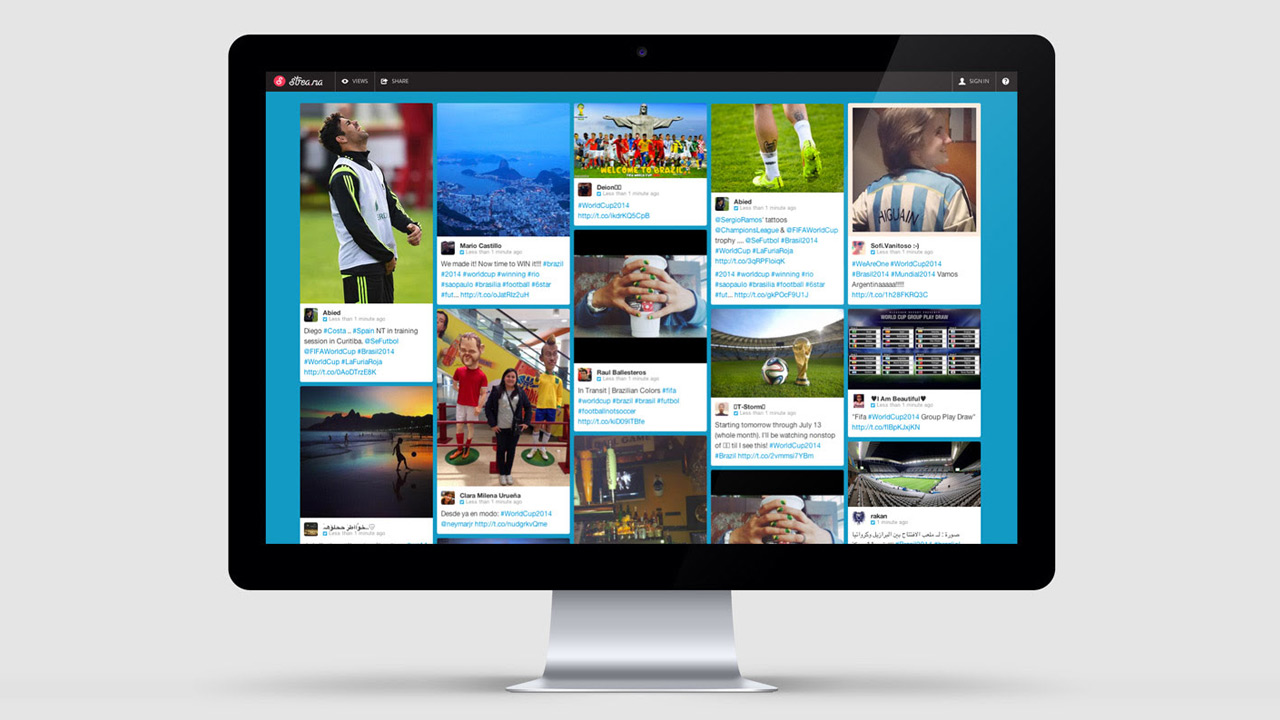 Strea.ma
VIEWS
SHARE
SIGN IN
?
Abied
Less than 1 minute ago
Diego #Costa .. #Spain NT in training
session in Curitiba. @SeFutbol
@FIFAWorldCup #Brasil2014
#WorldCup #LaFuriaRoja
http://t.co/0AoDTrzE8K
Less than 1 minute ago
Mario Castillo
Less than 1 minute ago
We made it! Now time to WIN it!!! #brazil
#2014 #worldcup #winning #rio
#saopaulo #brasilia #football #6star
#fut... http://t.co/oJatRlz2uH
Clara Milena Urueña
Less than 1 minute ago
Desde ya en modo: #WorldCup2014
@neymarjr http://t.co/nudgrkvQme
WELCOME TO BRAZIL
Deion
Less than 1 minute ago
#WorldCup2014
http://t.co/ikdrKQ5CpB
Raul Ballesteros
Less than 1 minute ago
In Transit | Brazilian Colors #fifa
#worldcup #brazil #brasil #futbol
#footballnotsoccer
http://t.co/kiD09lTBfe
Abied
Less than 1 minute ago
@SergioRamos' tattoos
@ChampionsLeague & @FIFAWorldCup
trophy .... @SeFutbol #Brasil2014
#WorldCup #LaFuriaRoja
http://t.co/3qRPFloiqK
#2014 #worldcup #winning #rio
#saopaulo #brasilia #football #6star
#fut... http://t.co/gkPOcF9U1J
T-Storm
Less than 1 minute ago
Starting tomorrow through July 13
(whole month). I'll be watching nonstop
of til I see this! #WorldCup2014
#Brazil http://t.co/2vmmsi7YBm
HIGUAIN
Sofi.Vanitoso :-)
Less than 1 minute ago
#WeAreOne #WorldCup2014
#Brasil2014 #Mundial2014 Vamos
Argentinaaaaa!!!!!
http://t.co/1h28FKRQ3C
WORLD CUP GROUP PLAY DRAW
♥I Am Beautiful♥
Less than 1 minute ago
"Fifa #WorldCup2014 Group Play Draw"
http://t.co/flBpKJxjKN
rakan
1 minute ago
صورة : لـ ملعب الافتتاح بين البرازيل وكرواتيا